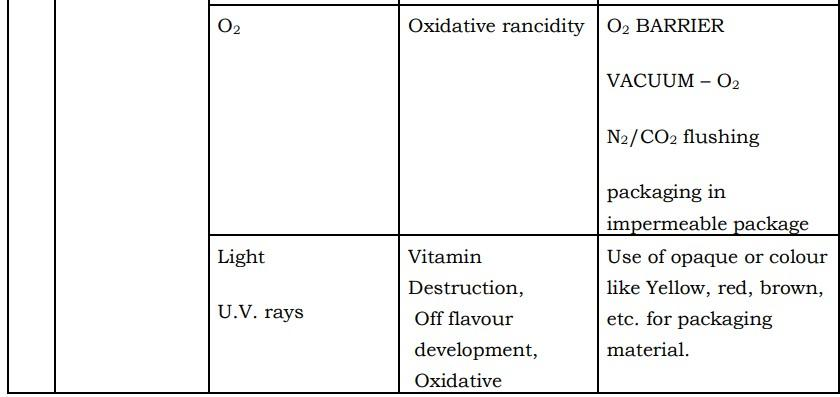 O₂
Oxidative rancidity
O₂ BARRIER
VACUUM – O₂
N₂/CO₂ flushing
packaging in
impermeable package
Light
U.V. rays
Vitamin
Destruction,
Off flavour
development,
Oxidative
Use of opaque or colour
like Yellow, red, brown,
etc. for packaging
material.